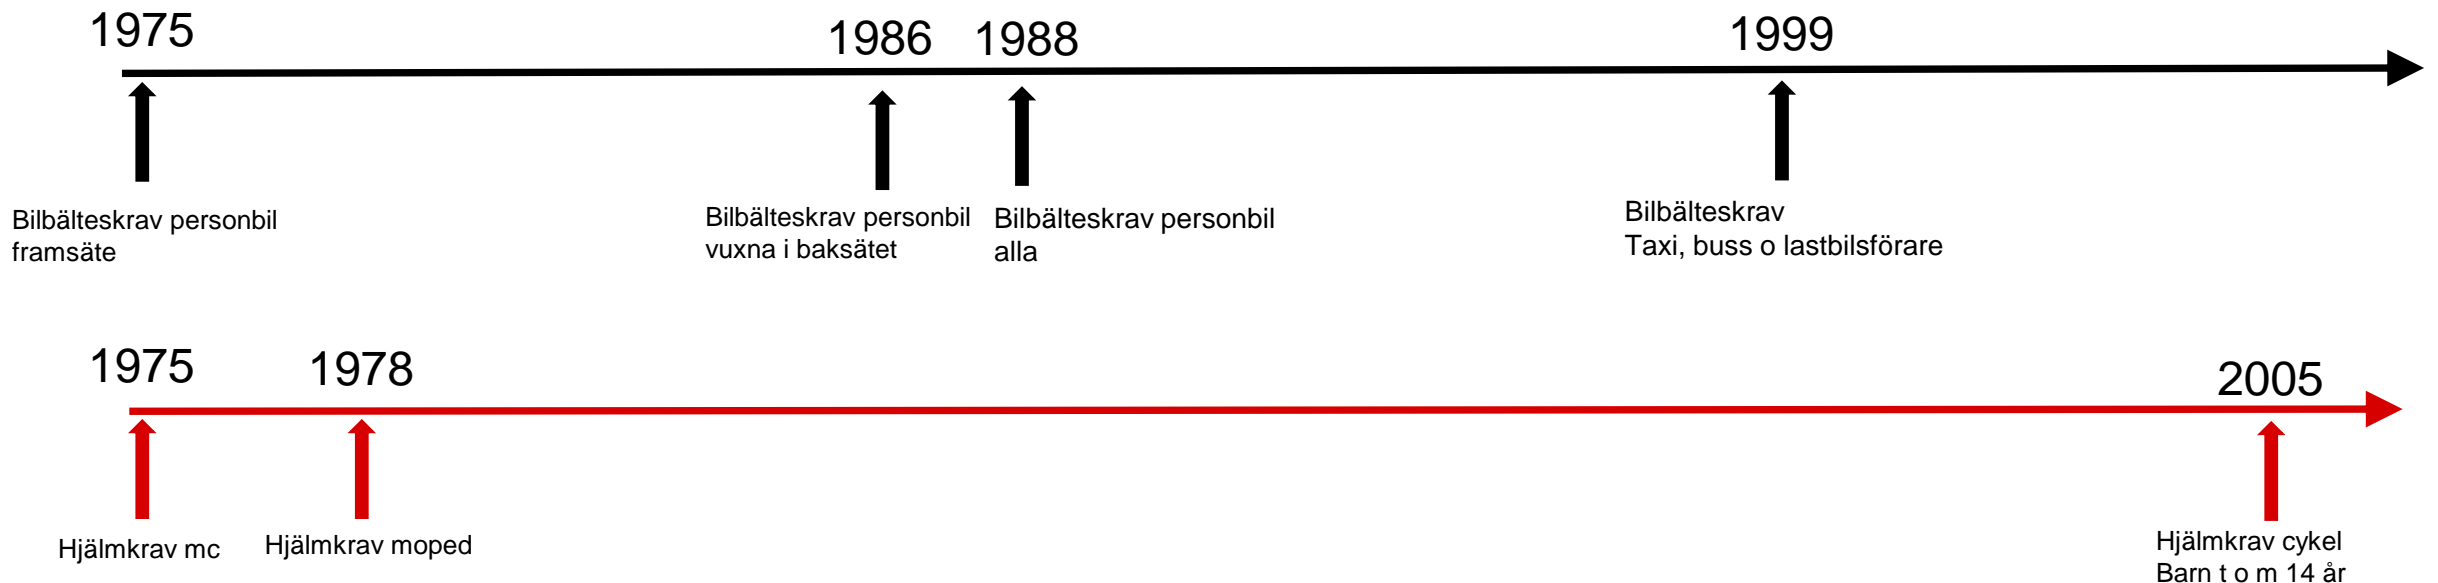 1975
1986
1988
1999
Bilbälteskrav personbil
framsäte
Bilbälteskrav personbil
vuxna i baksätet
Bilbälteskrav personbil
alla
Bilbälteskrav
Taxi, buss o lastbilsförare
1975
1978
2005
Hjälmkrav mc
Hjälmkrav moped
Hjälmkrav cykel
Barn t o m 14 år